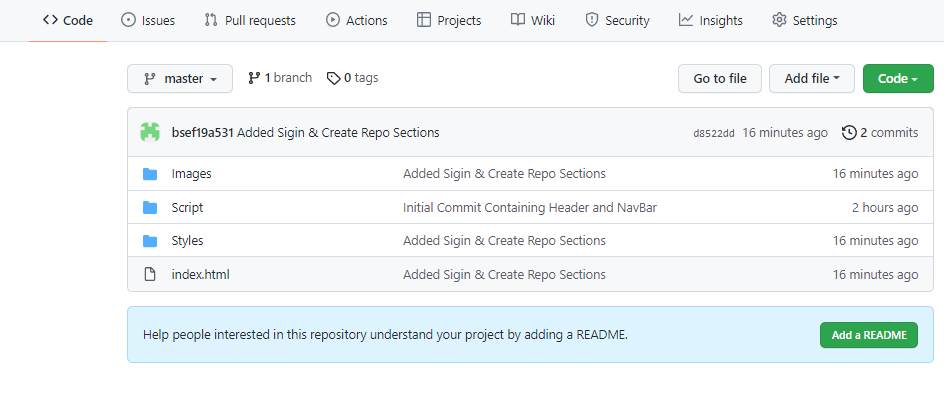 <> Code Issues Pull requests Actions Projects Wiki Security Insights Settings
master 1 branch 0 tags Go to file Add file Code
bsef19a531 Added Sigin & Create Repo Sections d8522dd 16 minutes ago 2 commits
Images Added Sigin & Create Repo Sections 16 minutes ago
Script Initial Commit Containing Header and NavBar 2 hours ago
Styles Added Sigin & Create Repo Sections 16 minutes ago
index.html Added Sigin & Create Repo Sections 16 minutes ago
Help people interested in this repository understand your project by adding a README. Add a README